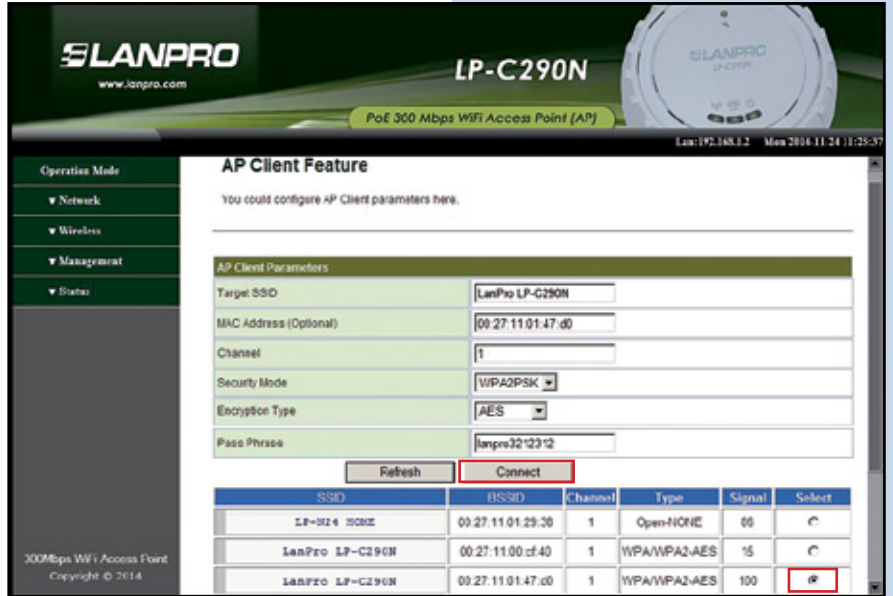 LANPRO
www.lanpro.com
LP-C290N
PoE 300 Mbps WiFi Access Point (AP)
LANPRO
LP-C290N
Lan:192.168.1.2 Mon 2014-11-24 11:25:37
Operation Mode
Network
Wireless
Management
Status
300Mbps WiFi Access Point
Copyright © 2014
AP Client Feature
You could configure AP Client parameters here.
AP Client Parameters
Target SSID LanPro LP-C290N
MAC Address (Optional) 00:27:11:01:47:d0
Channel 1
Security Mode WPA2PSK
Encryption Type AES
Pass Phrase lanpro3212312
Refresh Connect
SSID BSSID Channel Type Signal Select
LP-N24 NONE 00:27:11:01:29:38 1 Open-NONE 86
LanPro LP-C290N 00:27:11:00:cf:40 1 WPA/WPA2-AES 15
LanPro LP-C290N 00:27:11:01:47:d0 1 WPA/WPA2-AES 100